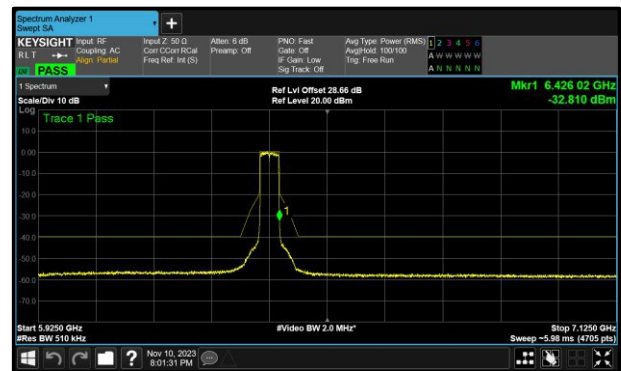 Spectrum Analyzer 1
Swept SA
+
KEYSIGHT
Input: RF
Input Z: 50 Ω
Atten: 6 dB
PNO: Fast
Avg Type: Power (RMS)
1 2 3 4 5 6
RLT
Coupling: AC
Corr CCorr RCal
Preamp: Off
Gate: Off
Avg|Hold: 100/100
A W W W W W
Align: Partial
Freq Ref: Int (S)
IF Gain: Low
Trig: Free Run
PASS
Sig Track: Off
A N N N N N
1 Spectrum
Ref Lvl Offset 28.66 dB
Mkr1 6.426 02 GHz
Scale/Div 10 dB
Ref Level 20.00 dBm
-32.810 dBm
Log
Trace 1 Pass
10.0
0.00
-10.0
-20.0
-30.0
1
-40.0
-50.0
-60.0
-70.0
Start 5.9250 GHz
#Video BW 2.0 MHz*
Stop 7.1250 GHz
#Res BW 510 kHz
Sweep ~5.98 ms (4705 pts)
?
Nov 10, 2023
8:01:31 PM